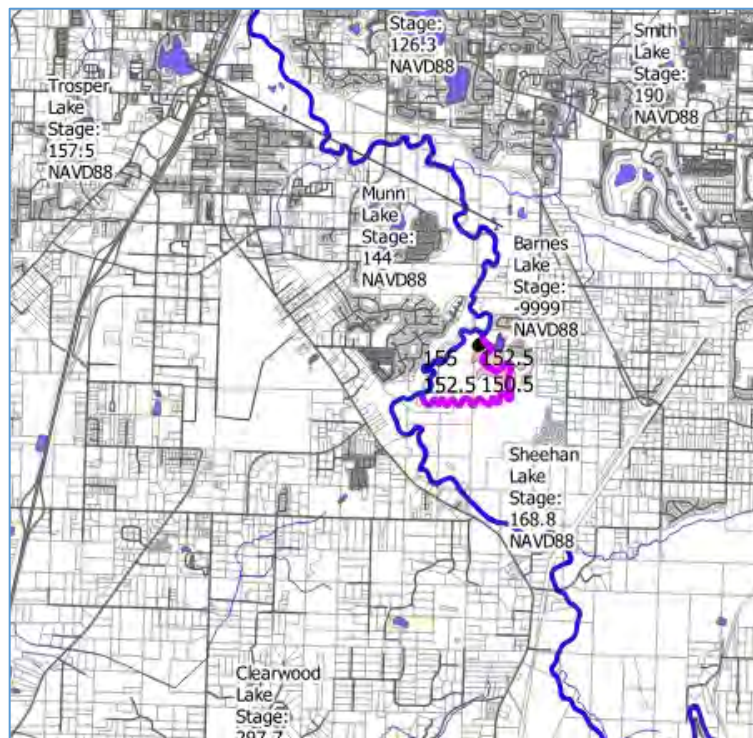 Stage:
126.3
NAVD88
Smith
Lake
Stage:
190
NAVD88
Trosper
Lake
Stage:
157.5
NAVD88
Munn
Lake
Stage:
144
NAVD88
Barnes
Lake
Stage:
-9999
NAVD88
155 152.5
152.5 150.5
Sheehan
Lake
Stage:
168.8
NAVD88
Clearwood
Lake
Stage:
297.7